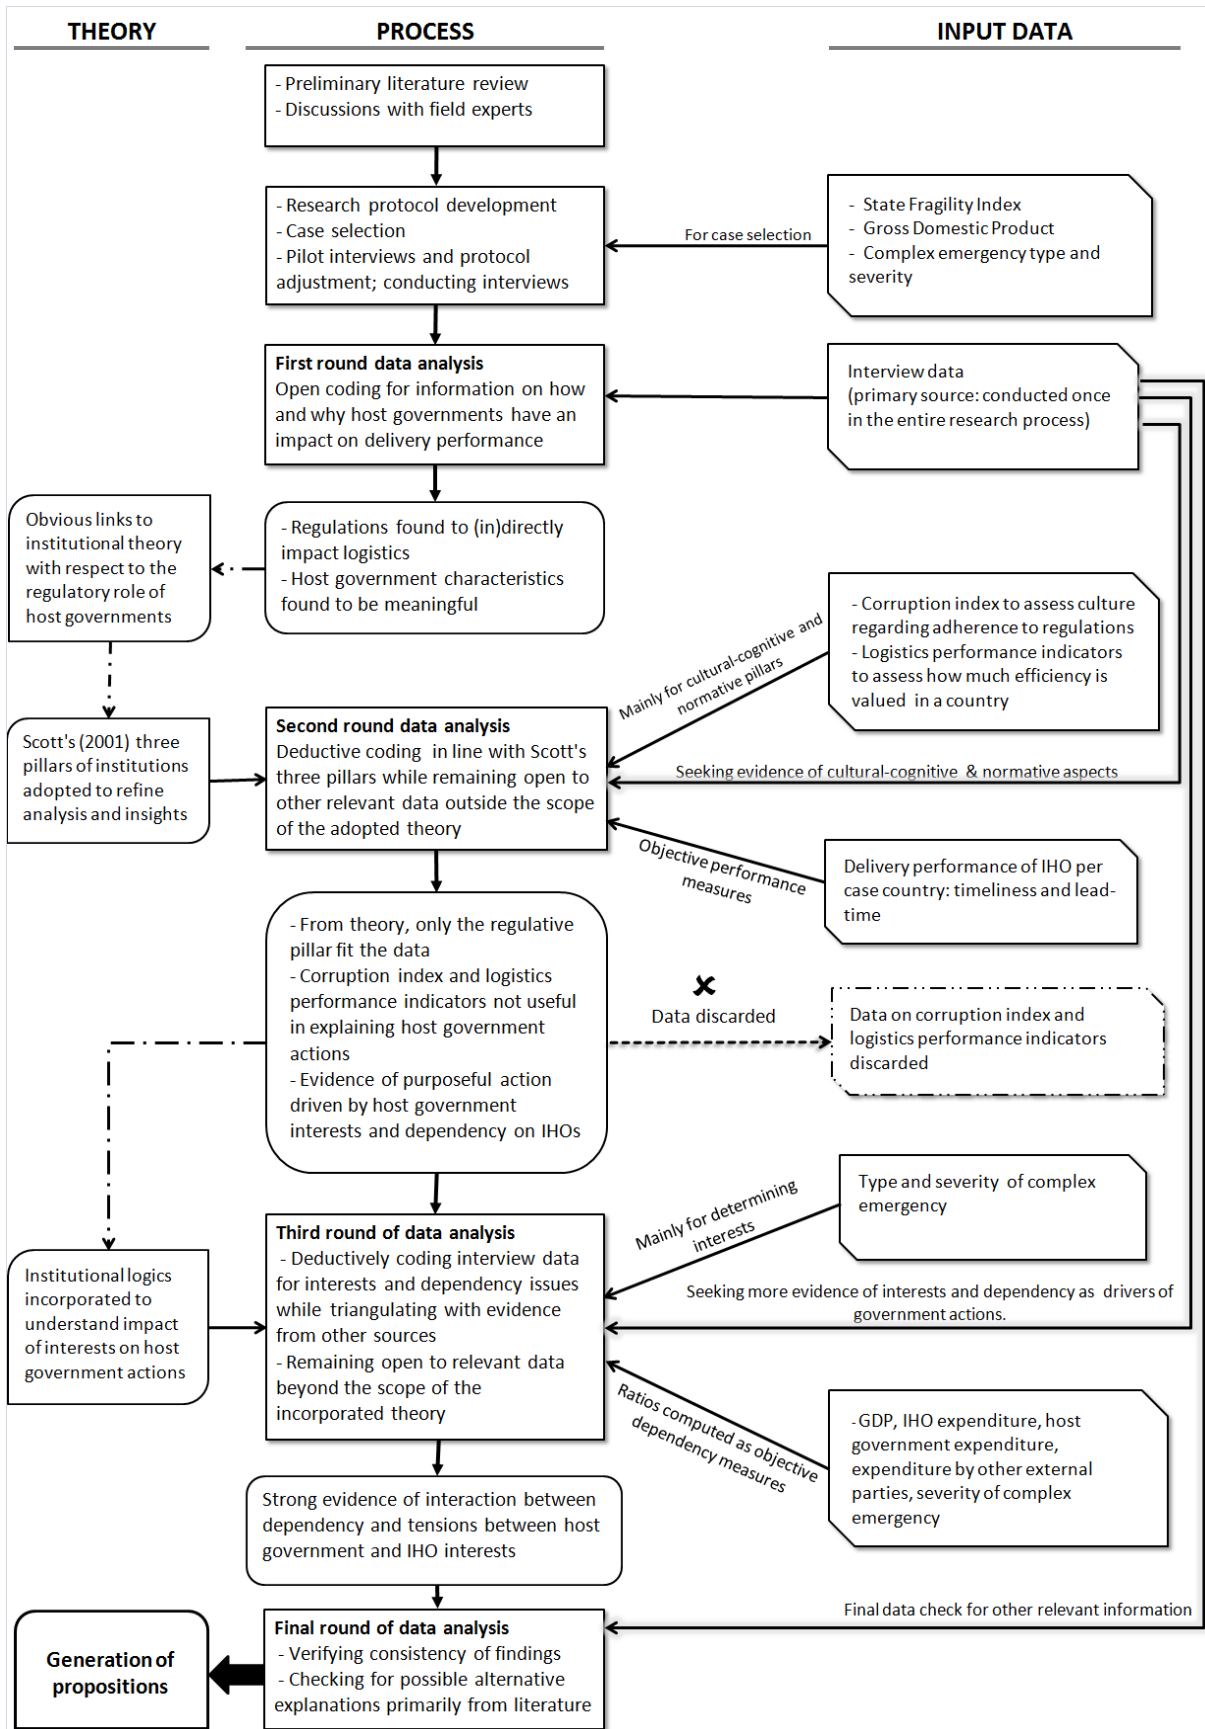 THEORY
PROCESS
INPUT DATA
- Preliminary literature review
- Discussions with field experts
- Research protocol development
- Case selection
- Pilot interviews and protocol
adjustment; conducting interviews
For case selection
- State Fragility Index
- Gross Domestic Product
- Complex emergency type and
severity
First round data analysis
Open coding for information on how
and why host governments have an
impact on delivery performance
Interview data
(primary source: conducted once
in the entire research process)
Obvious links to
institutional theory
with respect to the
regulatory role of
host governments
- Regulations found to (in)directly
impact logistics
- Host government characteristics
found to be meaningful
Mainly for cultural-cognitive and
normative pillars
- Corruption index to assess culture
regarding adherence to regulations
- Logistics performance indicators
to assess how much efficiency is
valued in a country
Scott's (2001) three
pillars of institutions
adopted to refine
analysis and insights
Second round data analysis
Deductive coding in line with Scott's
three pillars while remaining open to
other relevant data outside the scope
of the adopted theory
Seeking evidence of cultural-cognitive & normative aspects
Objective performance
measures
Delivery performance of IHO per
case country: timeliness and lead-
time
- From theory, only the regulative
pillar fit the data
- Corruption index and logistics
performance indicators not useful
in explaining host government
actions
- Evidence of purposeful action
driven by host government
interests and dependency on IHOs
✘
Data discarded
Data on corruption index and
logistics performance indicators
discarded
Mainly for determining
interests
Type and severity of complex
emergency
Institutional logics
incorporated to
understand impact
of interests on host
government actions
Third round of data analysis
- Deductively coding interview data
for interests and dependency issues
while triangulating with evidence
from other sources
- Remaining open to relevant data
beyond the scope of the
incorporated theory
Seeking more evidence of interests and dependency as drivers of
government actions.
Ratios computed as objective
dependency measures
- GDP, IHO expenditure, host
government expenditure,
expenditure by other external
parties, severity of complex
emergency
Strong evidence of interaction between
dependency and tensions between host
government and IHO interests
Final data check for other relevant information
Generation of
propositions
Final round of data analysis
- Verifying consistency of findings
- Checking for possible alternative
explanations primarily from literature